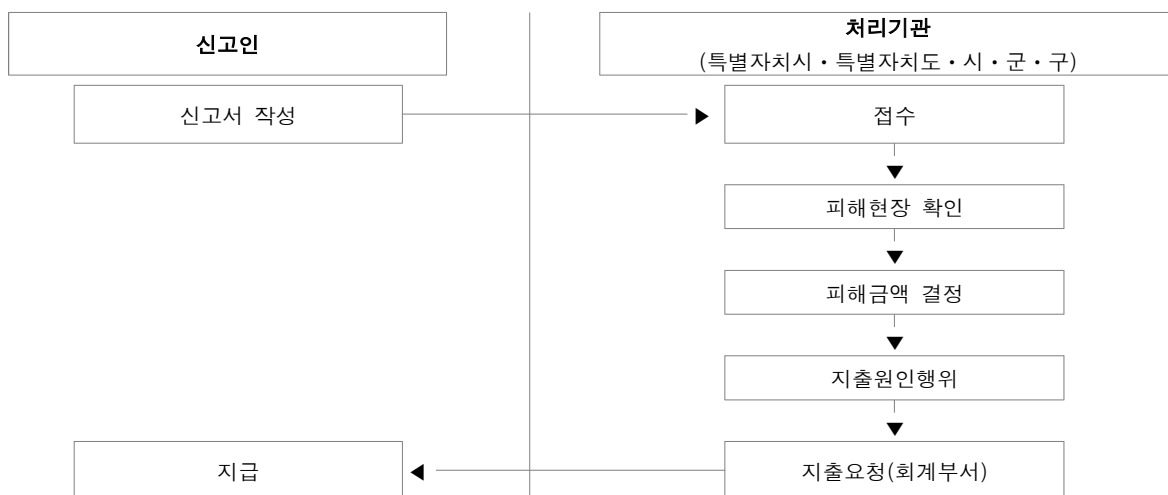 신고인
처리기관
(특별자치시・특별자치도・시・군・구)
신고서 작성
접수
피해현장 확인
피해금액 결정
지출원인행위
지급
지출요청(회계부서)